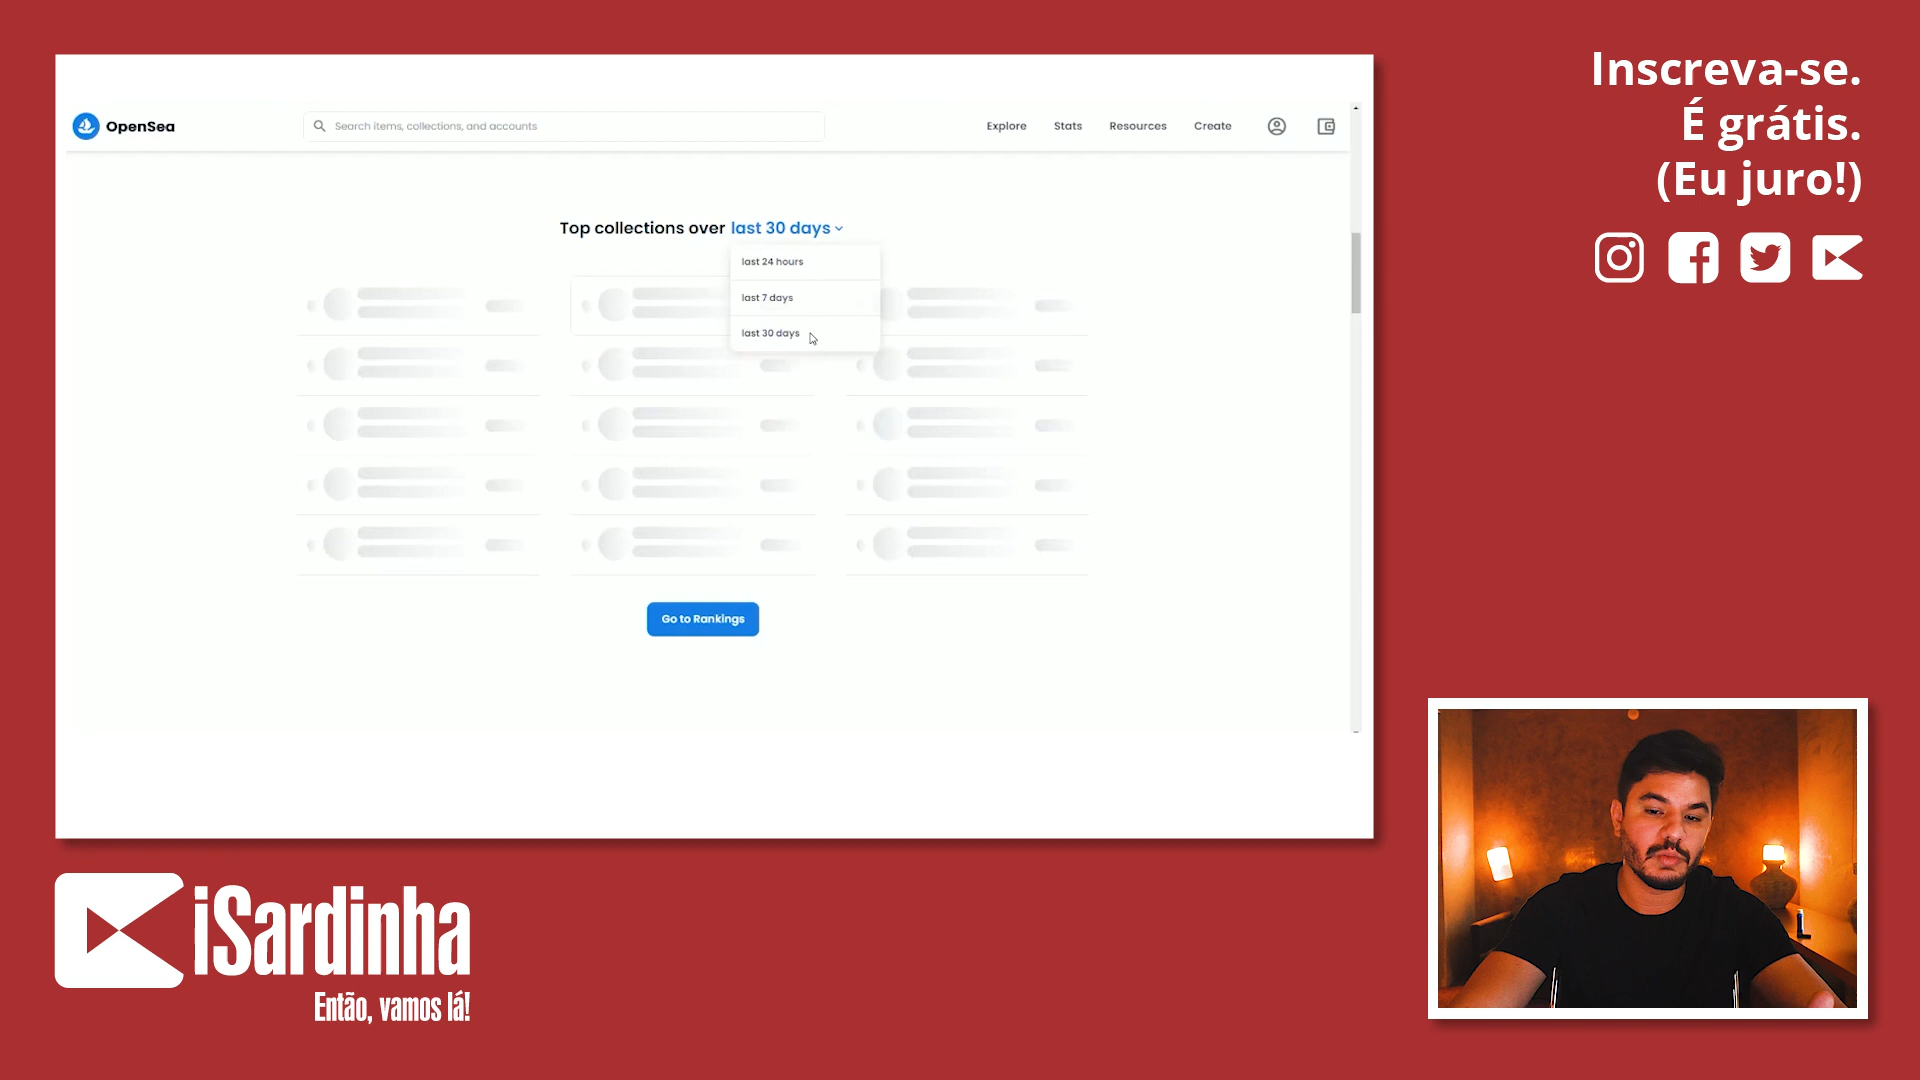 Inscreva-se.
É grátis.
(Eu juro!)
OpenSea
Search items, collections, and accounts
Explore
Stats
Resources
Create
Top collections over last 30 days
last 24 hours
last 7 days
last 30 days
Go to Rankings
iSardinha
Então, vamos lá!